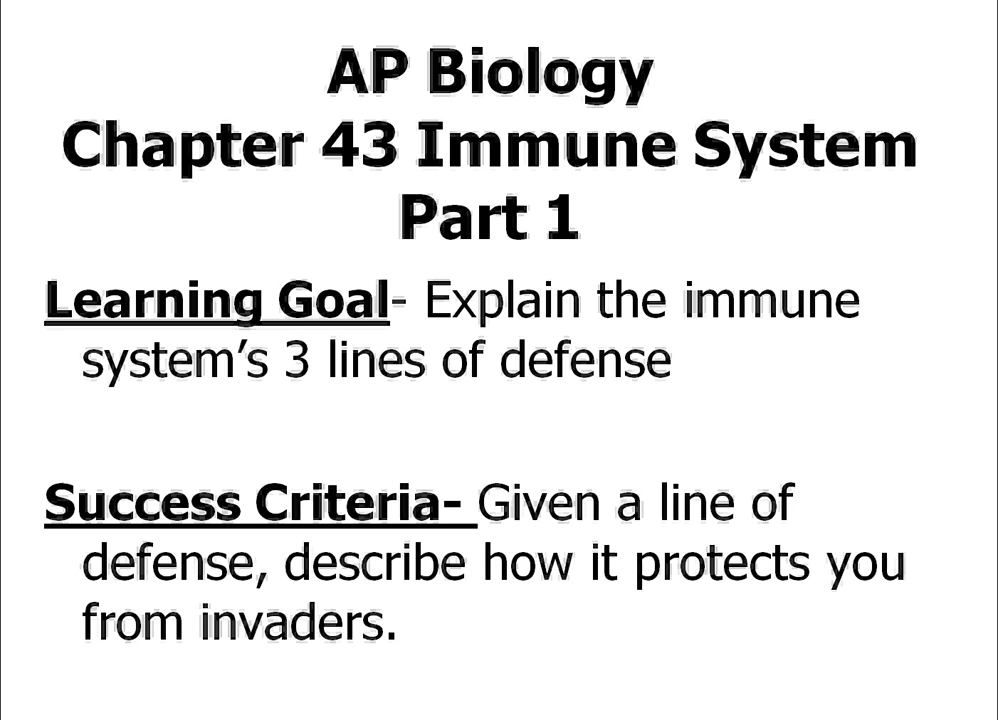 AP Biology
Chapter 43 Immune System
Part 1
Learning Goal- Explain the immune
system’s 3 lines of defense
Success Criteria- Given a line of
defense, describe how it protects you
from invaders.